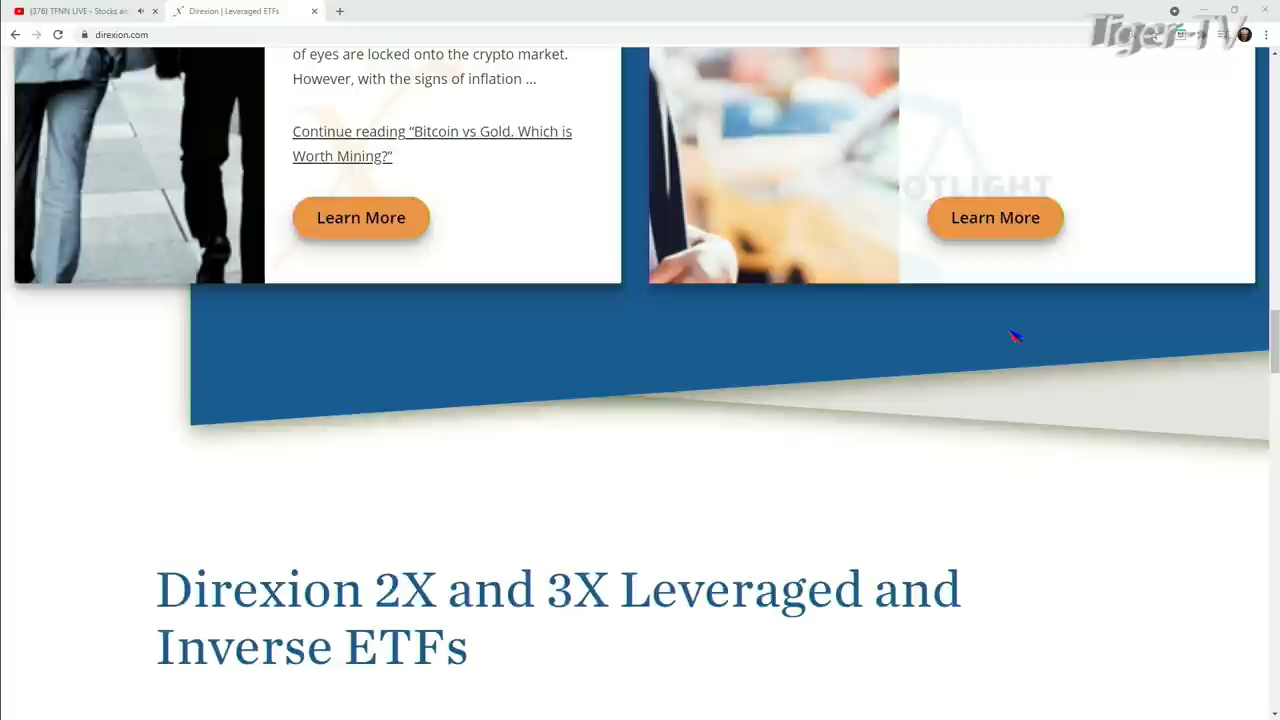 (376) TFNN LIVE - Stocks an
Direxion | Leveraged ETFs
direxion.com
Tiger-TV
of eyes are locked onto the crypto market.
However, with the signs of inflation ...
Continue reading “Bitcoin vs Gold. Which is
Worth Mining?”
OTLIGHT
Learn More
Learn More
Direxion 2X and 3X Leveraged and
Inverse ETFs